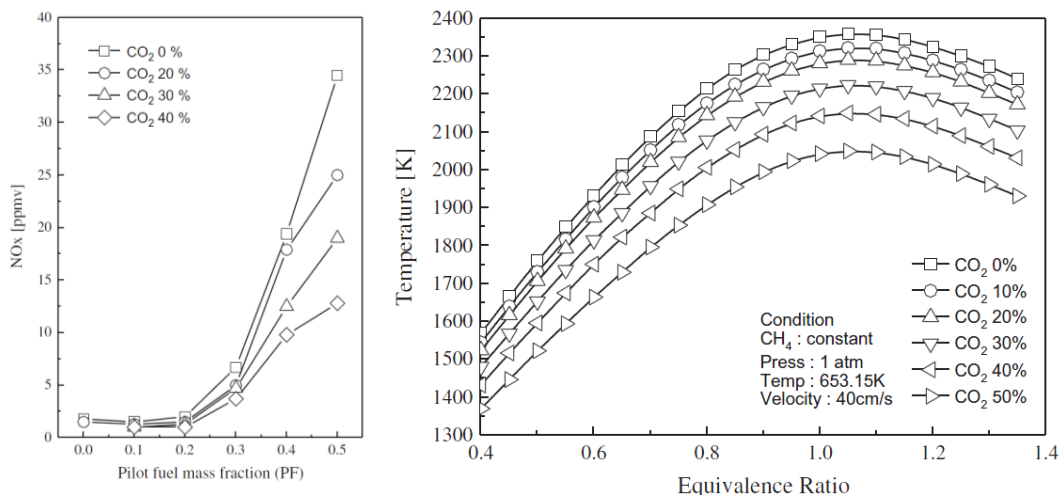 40
35
30
25
20
15
10
5
0
NOx [ppmv]
CO2 0 %
CO2 20 %
CO2 30 %
CO2 40 %
0.0 0.1 0.2 0.3 0.4 0.5
Pilot fuel mass fraction (PF)
2400
2300
2200
2100
2000
1900
1800
1700
1600
1500
1400
1300
Temperature [K]
Condition
CH4 : constant
Press : 1 atm
Temp : 653.15K
Velocity : 40cm/s
CO2 0%
CO2 10%
CO2 20%
CO2 30%
CO2 40%
CO2 50%
0.4 0.6 0.8 1.0 1.2 1.4
Equivalence Ratio